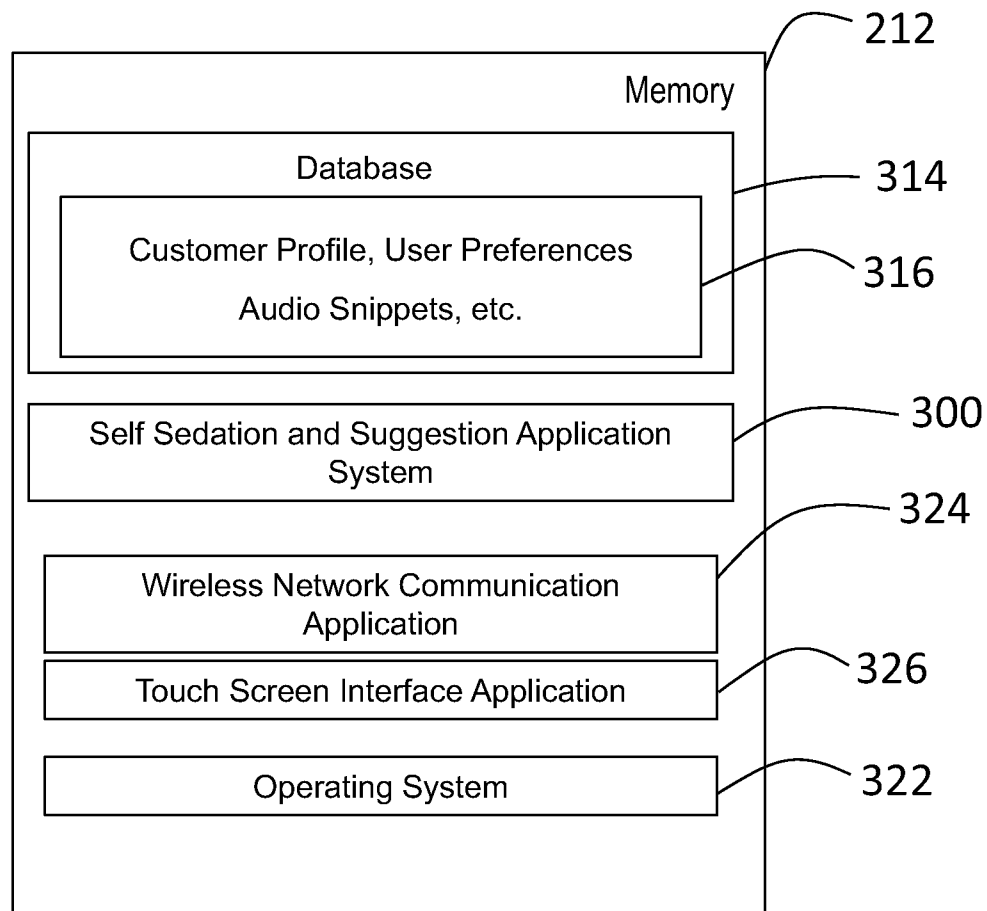 212
Memory
Database
314
Customer Profile, User Preferences
316
Audio Snippets, etc.
300
Self Sedation and Suggestion Application
System
324
Wireless Network Communication
Application
326
Touch Screen Interface Application
322
Operating System